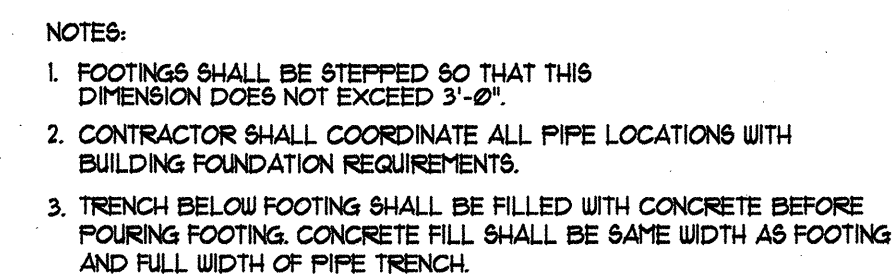 NOTES:
1. FOOTINGS SHALL BE STEPPED SO THAT THIS
DIMENSION DOES NOT EXCEED 3'-0".
2. CONTRACTOR SHALL COORDINATE ALL PIPE LOCATIONS WITH
BUILDING FOUNDATION REQUIREMENTS.
3. TRENCH BELOW FOOTING SHALL BE FILLED WITH CONCRETE BEFORE
POURING FOOTING. CONCRETE FILL SHALL BE SAME WIDTH AS FOOTING
AND FULL WIDTH OF PIPE TRENCH.